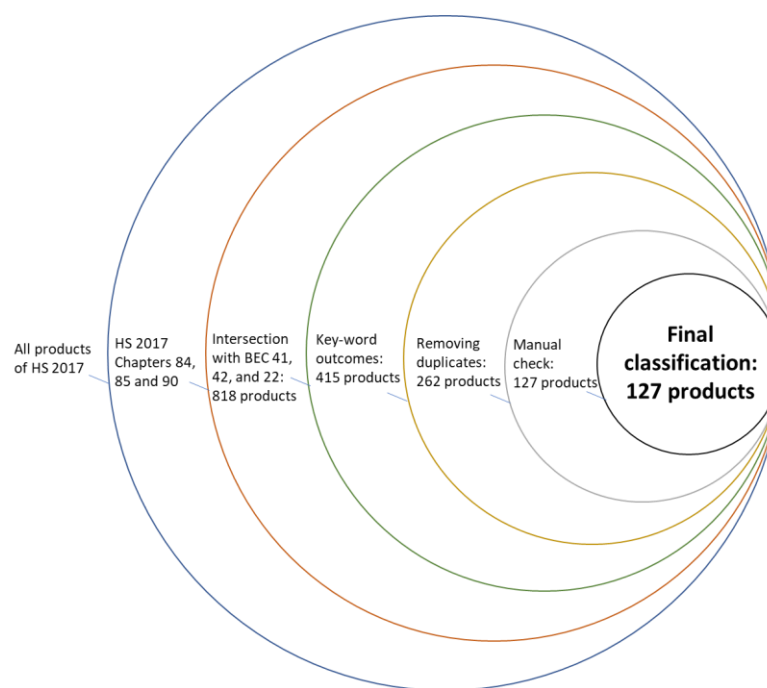 All products
of HS 2017
HS 2017
Chapters 84,
85 and 90
Intersection
with BEC 41,
42, and 22:
818 products
Key-word
outcomes:
415 products
Removing
duplicates:
262 products
Manual
check:
127 products
Final
classification:
127 products